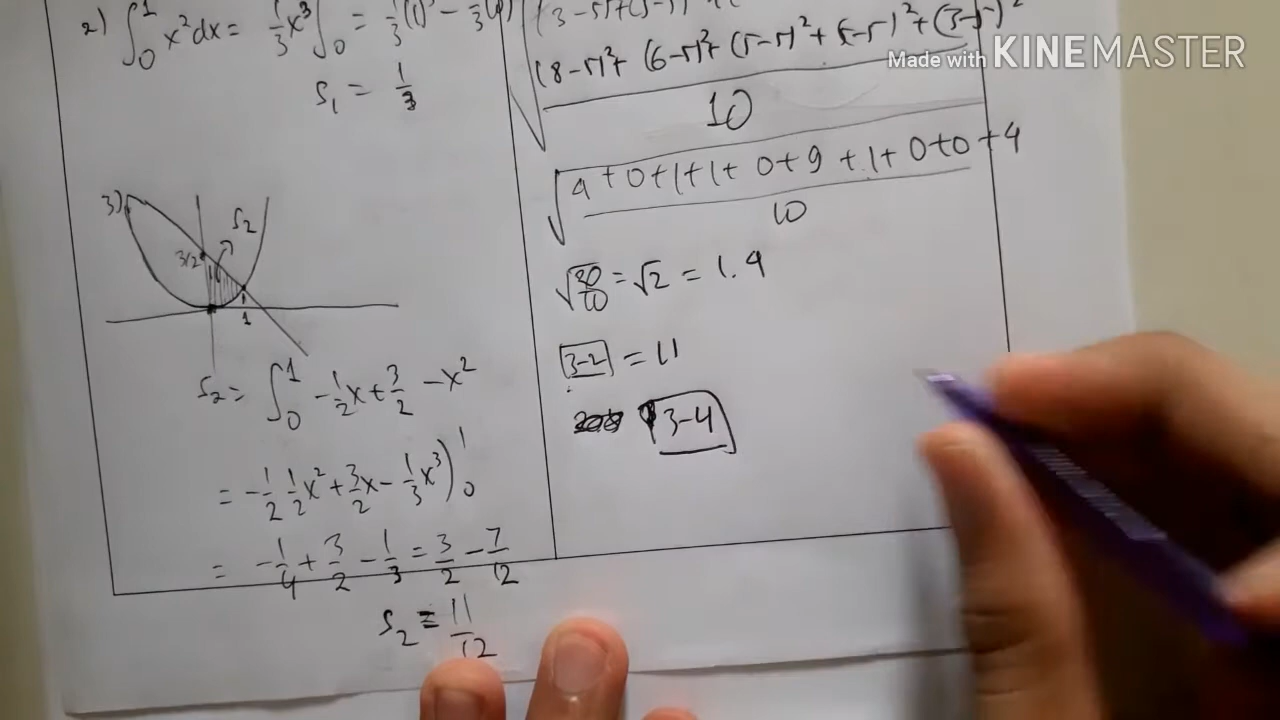 2) ∫₀¹ x²dx = 1/3 x³ ∫₀ = 1/3 (1)³ -
S₁ = 1/3
3)
S₂
3/2
1
S₂ = ∫₀¹ -1/2x + 3/2 - x²
= -1/2 1/2x² + 3/2x - 1/3x³)₀¹
= -1/4 + 3/2 - 1/3 = 3/2 - 7/12
S₂ = 11/12
(8-5)² + (6-5)² + (5-5)² + (5-5)² + (3-5)²
10
√(4+0+1+1+0+9+1+0+0+4)/10
√20/10 = √2 = 1.4
3-2 = 11
3-4
Made with KINEMASTER